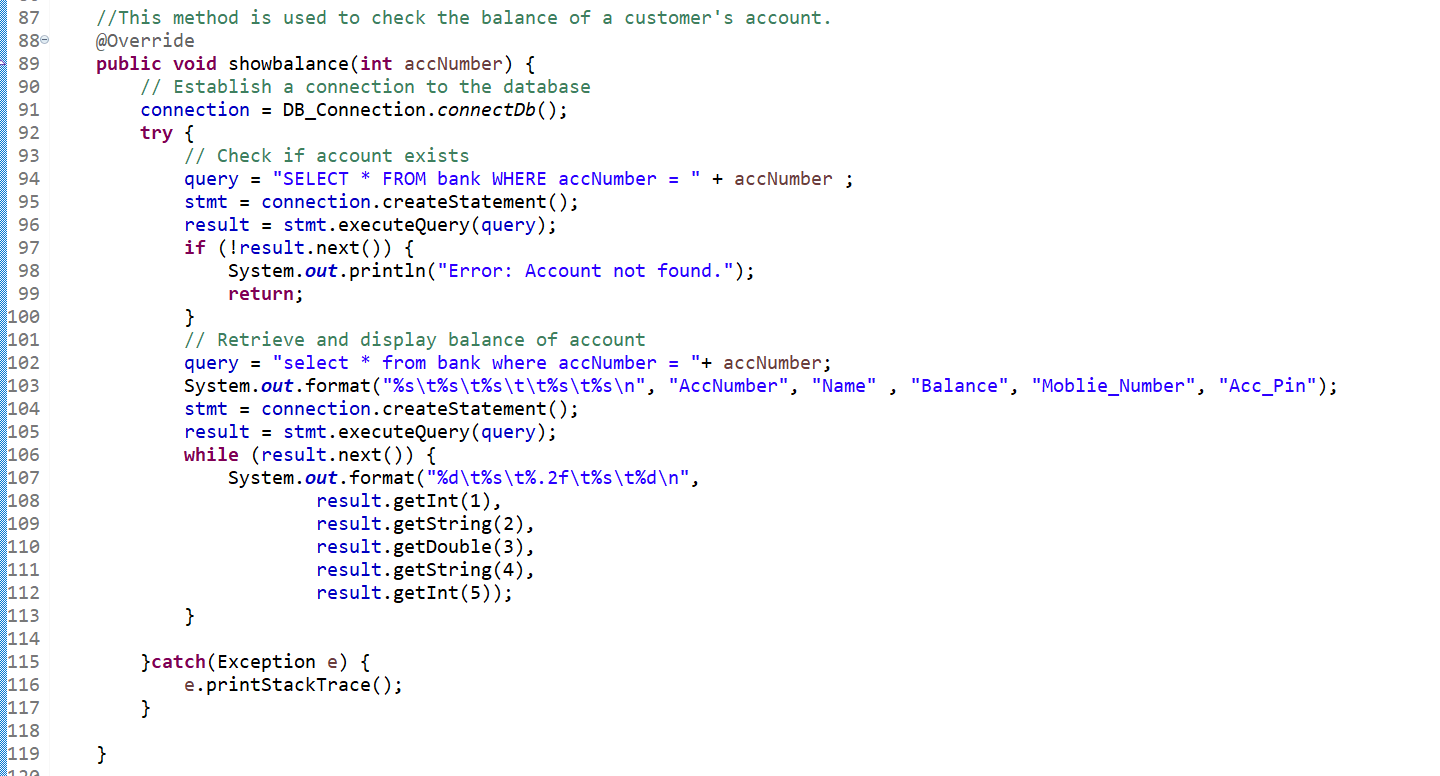 87 //This method is used to check the balance of a customer's account.
88 @Override
89 public void showbalance(int accNumber) {
90 // Establish a connection to the database
91 connection = DB_Connection.connectDb();
92 try {
93 // Check if account exists
94 query = "SELECT * FROM bank WHERE accNumber = " + accNumber ;
95 stmt = connection.createStatement();
96 result = stmt.executeQuery(query);
97 if (!result.next()) {
98 System.out.println("Error: Account not found.");
99 return;
100 }
101 // Retrieve and display balance of account
102 query = "select * from bank where accNumber = "+ accNumber;
103 System.out.format("%s\t%s\t%s\t\t%s\t%s\n", "AccNumber", "Name" , "Balance", "Moblie_Number", "Acc_Pin");
104 stmt = connection.createStatement();
105 result = stmt.executeQuery(query);
106 while (result.next()) {
107 System.out.format("%d\t%s\t%.2f\t%s\t%d\n",
108 result.getInt(1),
109 result.getString(2),
110 result.getDouble(3),
111 result.getString(4),
112 result.getInt(5));
113 }
114
115 }catch(Exception e) {
116 e.printStackTrace();
117 }
118
119 }